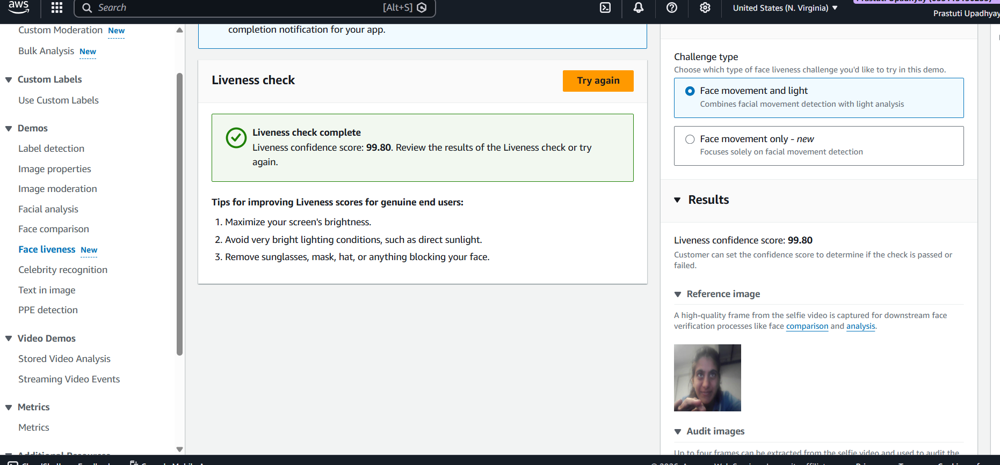 aws
Search
[Alt+S]
United States (N. Virginia)
Prastuti Upadhyay
Custom Moderation New
Bulk Analysis New
Custom Labels
Use Custom Labels
Demos
Label detection
Image properties
Image moderation
Facial analysis
Face comparison
Face liveness New
Celebrity recognition
Text in image
PPE detection
Video Demos
Stored Video Analysis
Streaming Video Events
Metrics
Metrics
Additional Resources
completion notification for your app.
Liveness check
Try again
Liveness check complete
Liveness confidence score: 99.80. Review the results of the Liveness check or try
again.
Tips for improving Liveness scores for genuine end users:
1. Maximize your screen's brightness.
2. Avoid very bright lighting conditions, such as direct sunlight.
3. Remove sunglasses, mask, hat, or anything blocking your face.
Challenge type
Choose which type of face liveness challenge you'd like to try in this demo.
Face movement and light
Combines facial movement detection with light analysis
Face movement only - new
Focuses solely on facial movement detection
Results
Liveness confidence score: 99.80
Customer can set the confidence score to determine if the check is passed or
failed.
Reference image
A high-quality frame from the selfie video is captured for downstream face
verification processes like face comparison and analysis.
Audit images
Up to four frames can be extracted from the selfie video and used to audit the